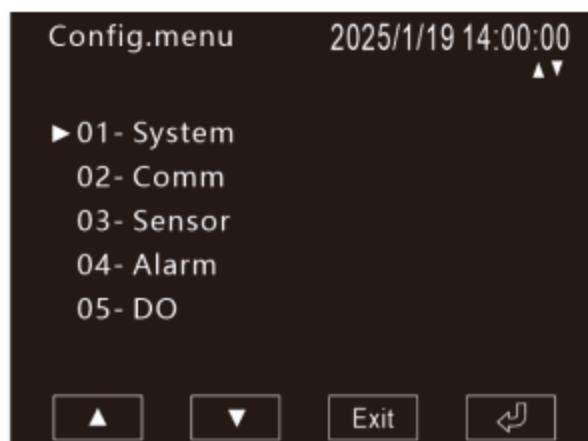 Config.menu 2025/1/19 14:00:00
▲▼
▶01- System
02- Comm
03- Sensor
04- Alarm
05- DO
▲ ▼ Exit ↵